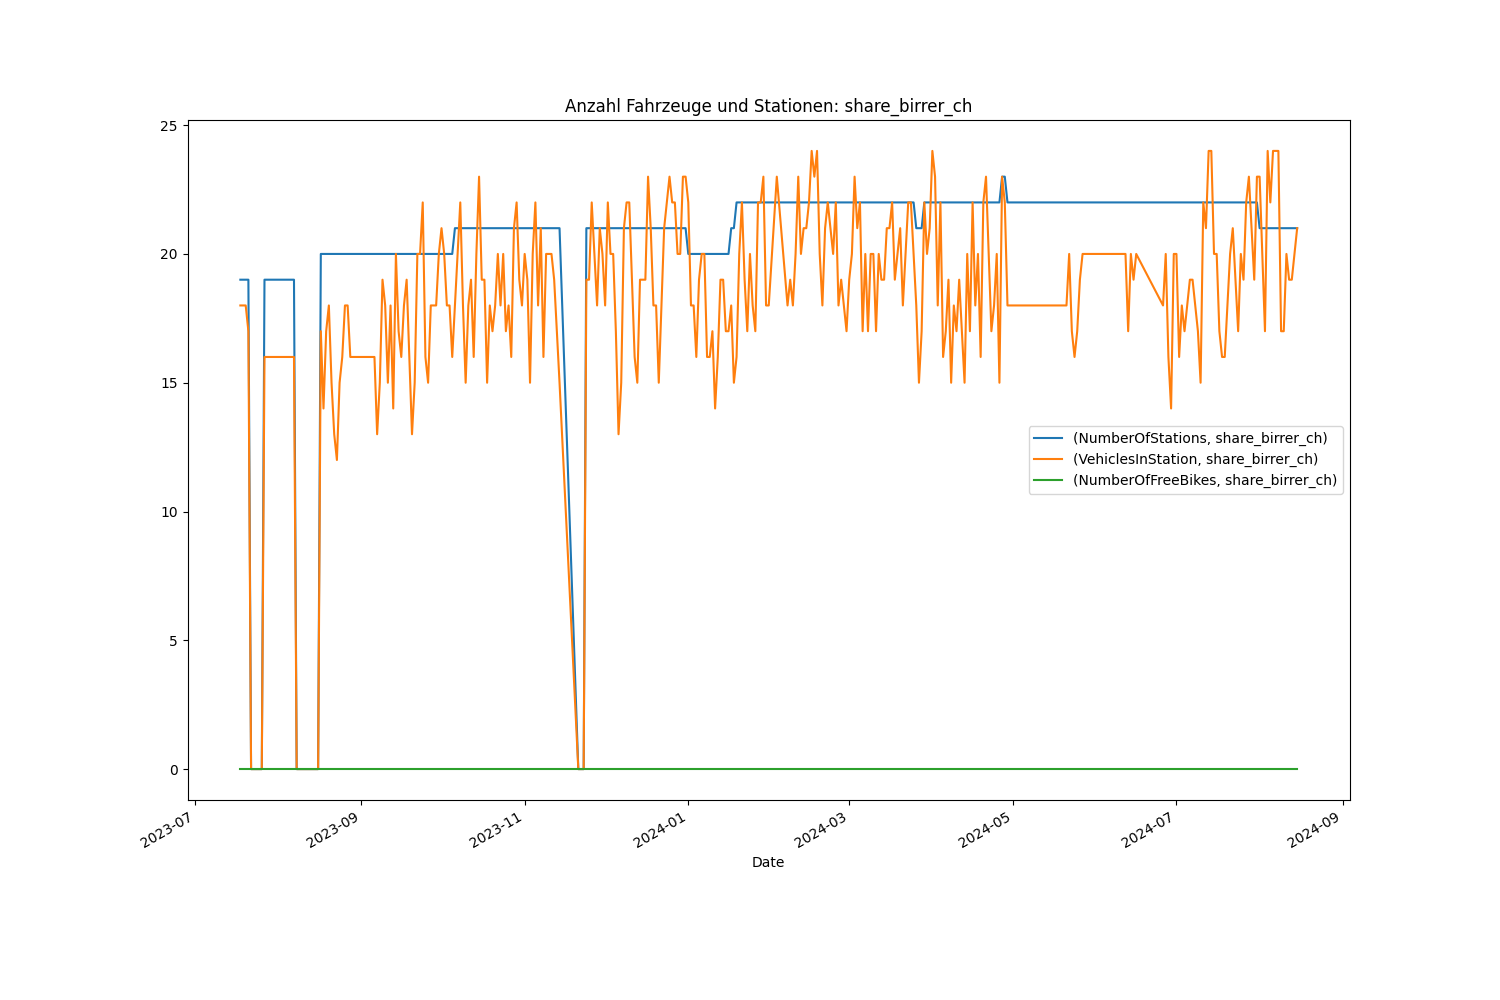 Anzahl Fahrzeuge und Stationen: share_birrer_ch
25
20
15
10
5
0
(NumberOfStations, share_birrer_ch)
(VehiclesInStation, share_birrer_ch)
(NumberOfFreeBikes, share_birrer_ch)
2023-07
2023-09
2023-11
2024-01
2024-03
2024-05
2024-07
2024-09
Date